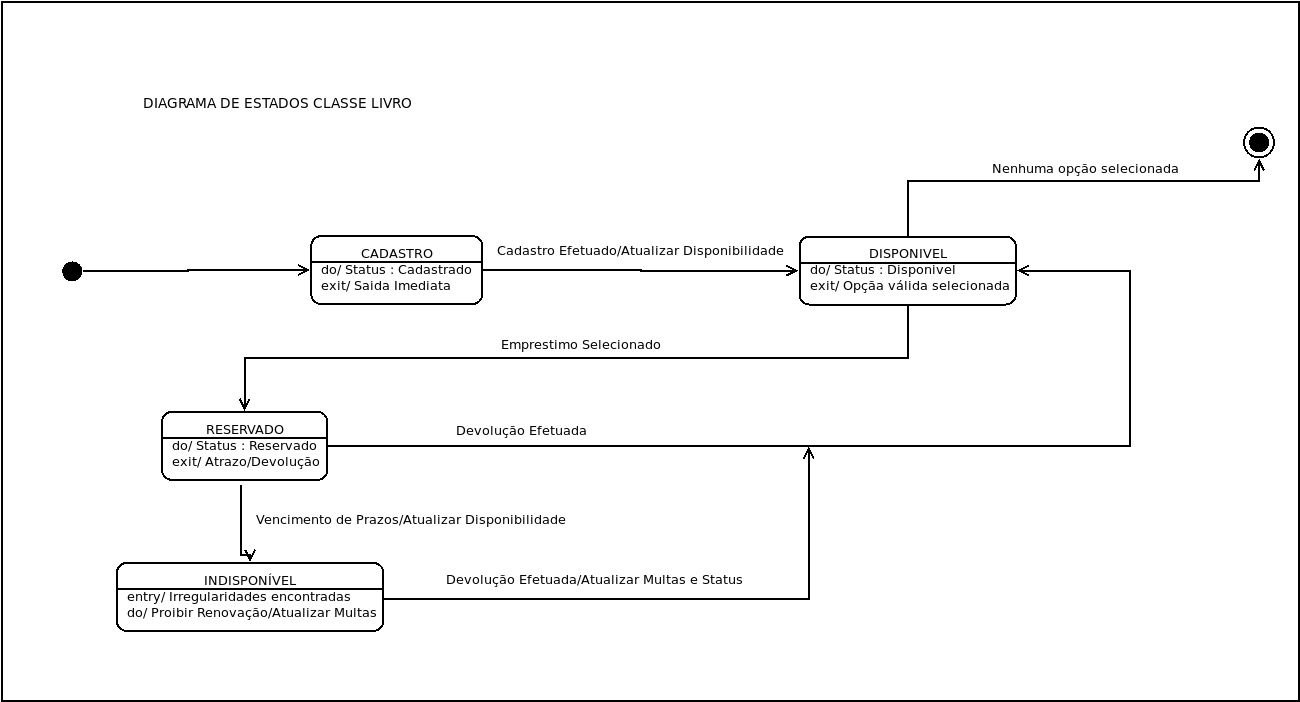 DIAGRAMA DE ESTADOS CLASSE LIVRO
Nenhuma opção selecionada
CADASTRO
do/ Status : Cadastrado
exit/ Saida Imediata
Cadastro Efetuado/Atualizar Disponibilidade
DISPONIVEL
do/ Status : Disponivel
exit/ Opçãa válida selecionada
Emprestimo Selecionado
RESERVADO
do/ Status : Reservado
exit/ Atrazo/Devolução
Devolução Efetuada
Vencimento de Prazos/Atualizar Disponibilidade
INDISPONÍVEL
entry/ Irregularidades encontradas
do/ Proibir Renovação/Atualizar Multas
Devolução Efetuada/Atualizar Multas e Status